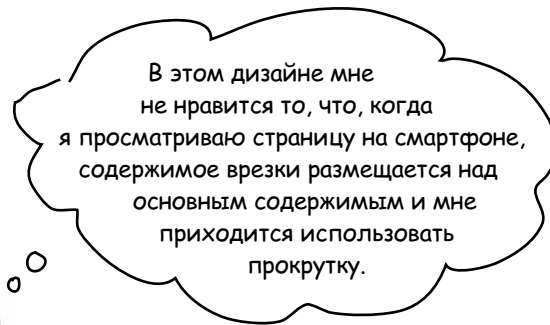 В этом дизайне мне
не нравится то, что, когда
я просматриваю страницу на смартфоне,
содержимое врезки размещается над
основным содержимым и мне
приходится использовать
прокрутку.